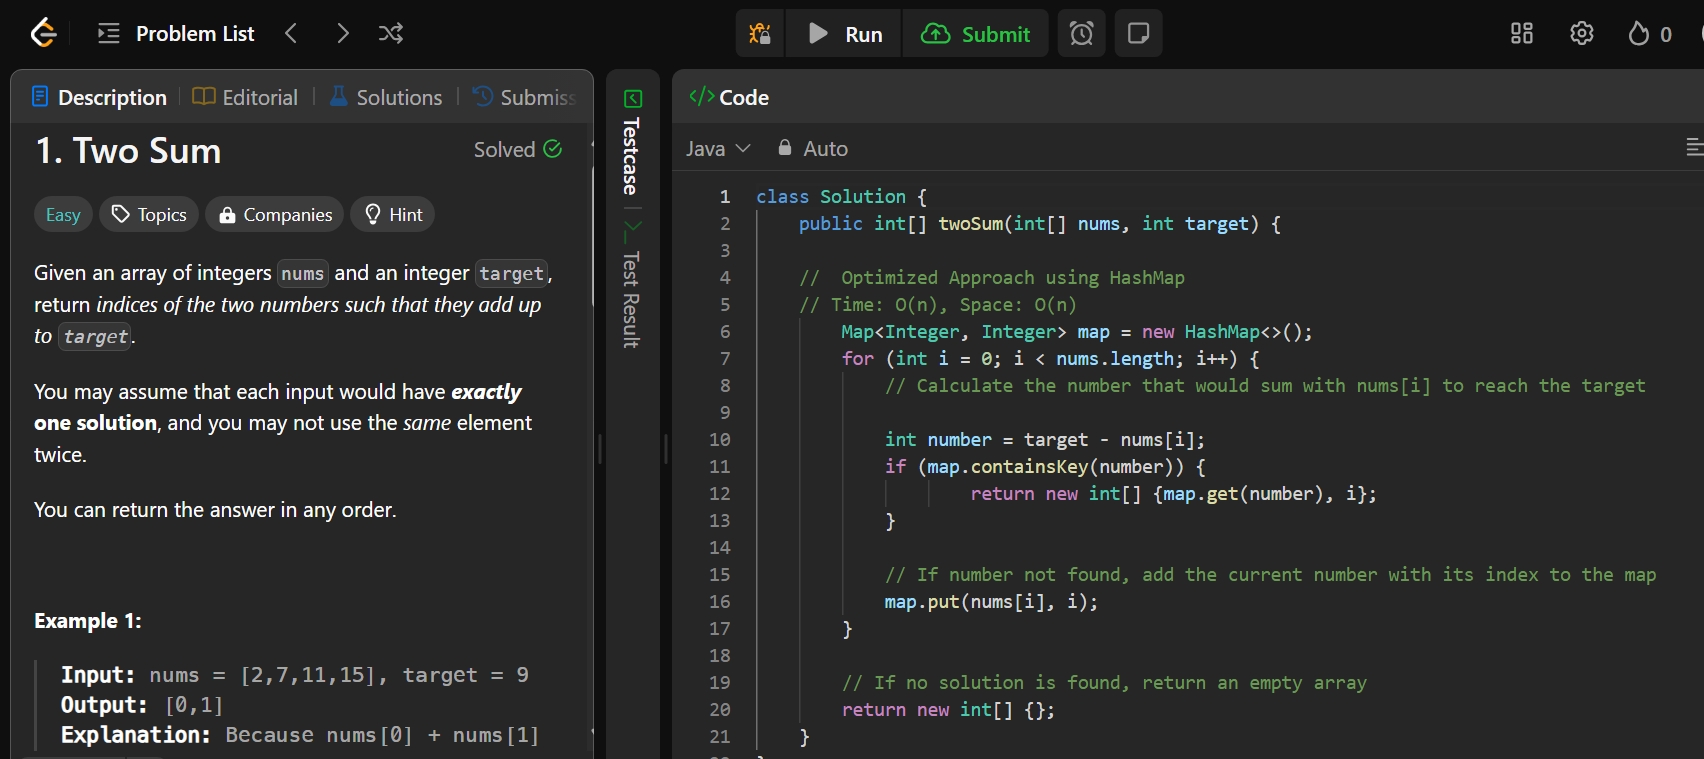 Problem List
Run
Submit
0
Description
Editorial
Solutions
Submiss
1. Two Sum
Solved
Easy
Topics
Companies
Hint
Given an array of integers nums and an integer target,
return indices of the two numbers such that they add up
to target.
You may assume that each input would have exactly
one solution, and you may not use the same element
twice.
You can return the answer in any order.
Example 1:
Input: nums = [2,7,11,15], target = 9
Output: [0,1]
Explanation: Because nums[0] + nums[1]
Testcase
Test Result
</> Code
Java
Auto
1 class Solution {
2 public int[] twoSum(int[] nums, int target) {
3
4 //  Optimized Approach using HashMap
5 // Time: O(n), Space: O(n)
6 Map<Integer, Integer> map = new HashMap<>();
7 for (int i = 0; i < nums.length; i++) {
8 // Calculate the number that would sum with nums[i] to reach the target
9
10 int number = target - nums[i];
11 if (map.containsKey(number)) {
12 return new int[] {map.get(number), i};
13 }
14
15 // If number not found, add the current number with its index to the map
16 map.put(nums[i], i);
17 }
18
19 // If no solution is found, return an empty array
20 return new int[] {};
21 }